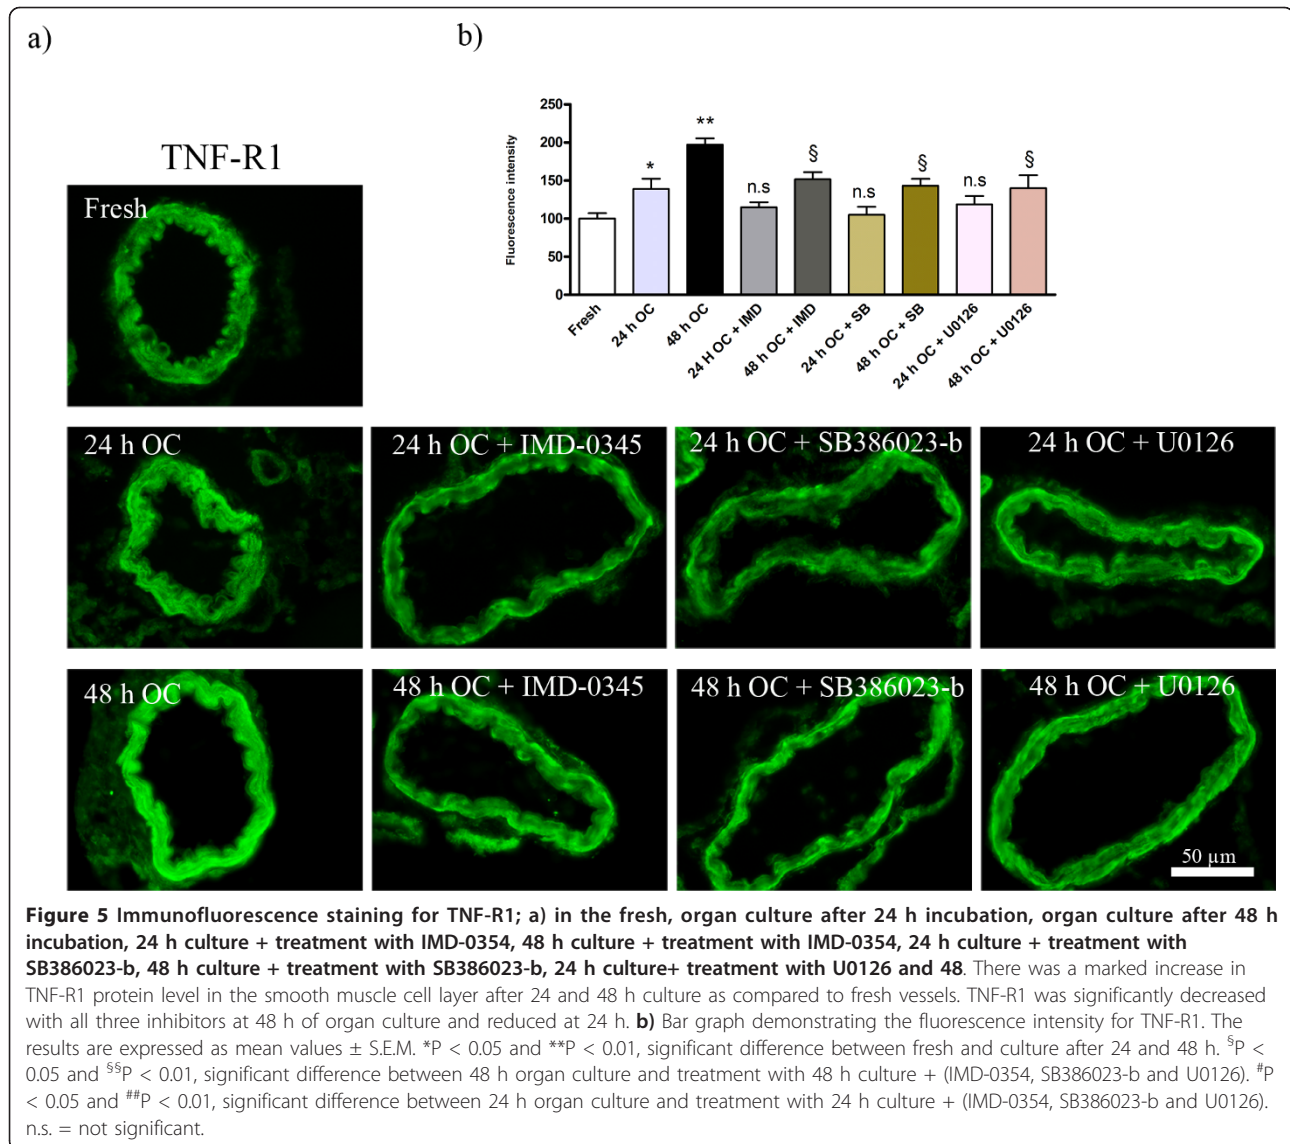 a)
b)
TNF-R1
Fluorescence intensity
250
200
150
100
50
0
*
**
n.s
§
n.s
§
n.s
§
Fresh
24 h OC
48 h OC
24 H OC + IMD
48 h OC + IMD
24 h OC + SB
48 h OC + SB
24 h OC + U0126
48 h OC + U0126
Fresh
24 h OC
24 h OC + IMD-0345
24 h OC + SB386023-b
24 h OC + U0126
48 h OC
48 h OC + IMD-0345
48 h OC + SB386023-b
48 h OC + U0126
50 µm
Figure 5 Immunofluorescence staining for TNF-R1; a) in the fresh, organ culture after 24 h incubation, organ culture after 48 h
incubation, 24 h culture + treatment with IMD-0354, 48 h culture + treatment with IMD-0354, 24 h culture + treatment with
SB386023-b, 48 h culture + treatment with SB386023-b, 24 h culture+ treatment with U0126 and 48. There was a marked increase in
TNF-R1 protein level in the smooth muscle cell layer after 24 and 48 h culture as compared to fresh vessels. TNF-R1 was significantly decreased
with all three inhibitors at 48 h of organ culture and reduced at 24 h. b) Bar graph demonstrating the fluorescence intensity for TNF-R1. The
results are expressed as mean values ± S.E.M. *P < 0.05 and **P < 0.01, significant difference between fresh and culture after 24 and 48 h. §P <
0.05 and §§P < 0.01, significant difference between 48 h organ culture and treatment with 48 h culture + (IMD-0354, SB386023-b and U0126). #P
< 0.05 and ##P < 0.01, significant difference between 24 h organ culture and treatment with 24 h culture + (IMD-0354, SB386023-b and U0126).
n.s. = not significant.